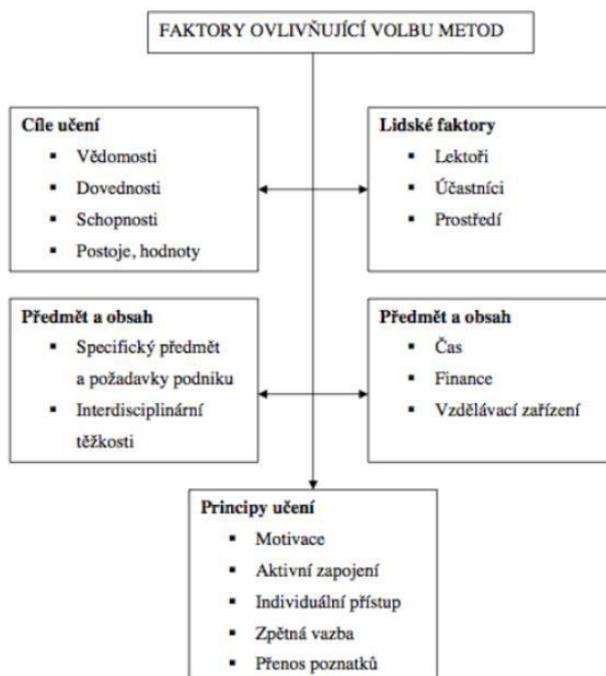 FAKTORY OVLIVŇUJÍCÍ VOLBU METOD
Cíle učení
▪ Vědomosti
▪ Dovednosti
▪ Schopnosti
▪ Postoje, hodnoty
Lidské faktory
▪ Lektoři
▪ Účastníci
▪ Prostředí
Předmět a obsah
▪ Specifický předmět
a požadavky podniku
▪ Interdisciplinární
těžkosti
Předmět a obsah
▪ Čas
▪ Finance
▪ Vzdělávací zařízení
Principy učení
▪ Motivace
▪ Aktivní zapojení
▪ Individuální přístup
▪ Zpětná vazba
▪ Přenos poznatků